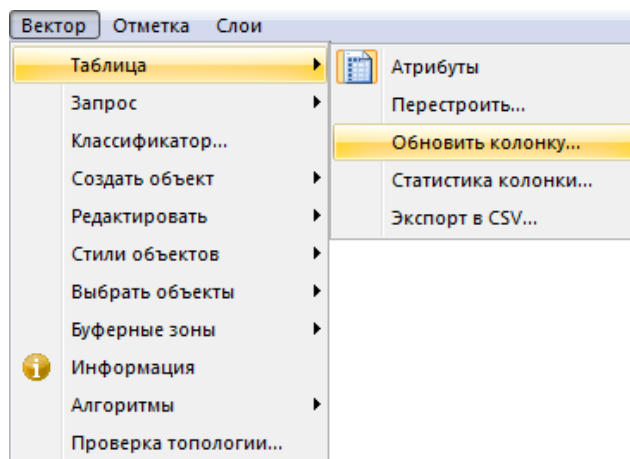 Вектор Отметка Слои
Таблица
Запрос
Классификатор...
Создать объект
Редактировать
Стили объектов
Выбрать объекты
Буферные зоны
Информация
Алгоритмы
Проверка топологии...
Атрибуты
Перестроить...
Обновить колонку...
Статистика колонки...
Экспорт в CSV...